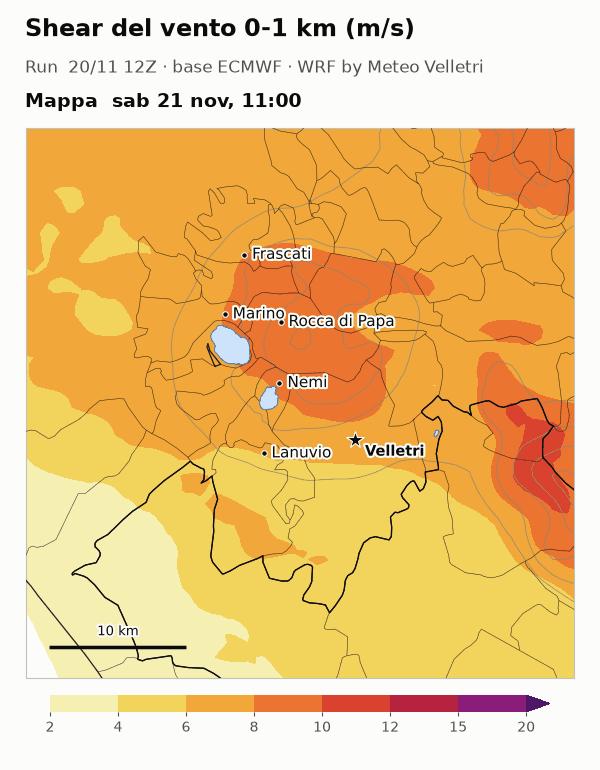 Shear del vento 0-1 km (m/s)
Run  20/11 12Z · base ECMWF · WRF by Meteo Velletri
Mappa  sab 21 nov, 11:00
Frascati
Marino
Rocca di Papa
Nemi
Velletri
Lanuvio
10 km
2 4 6 8 10 12 15 20